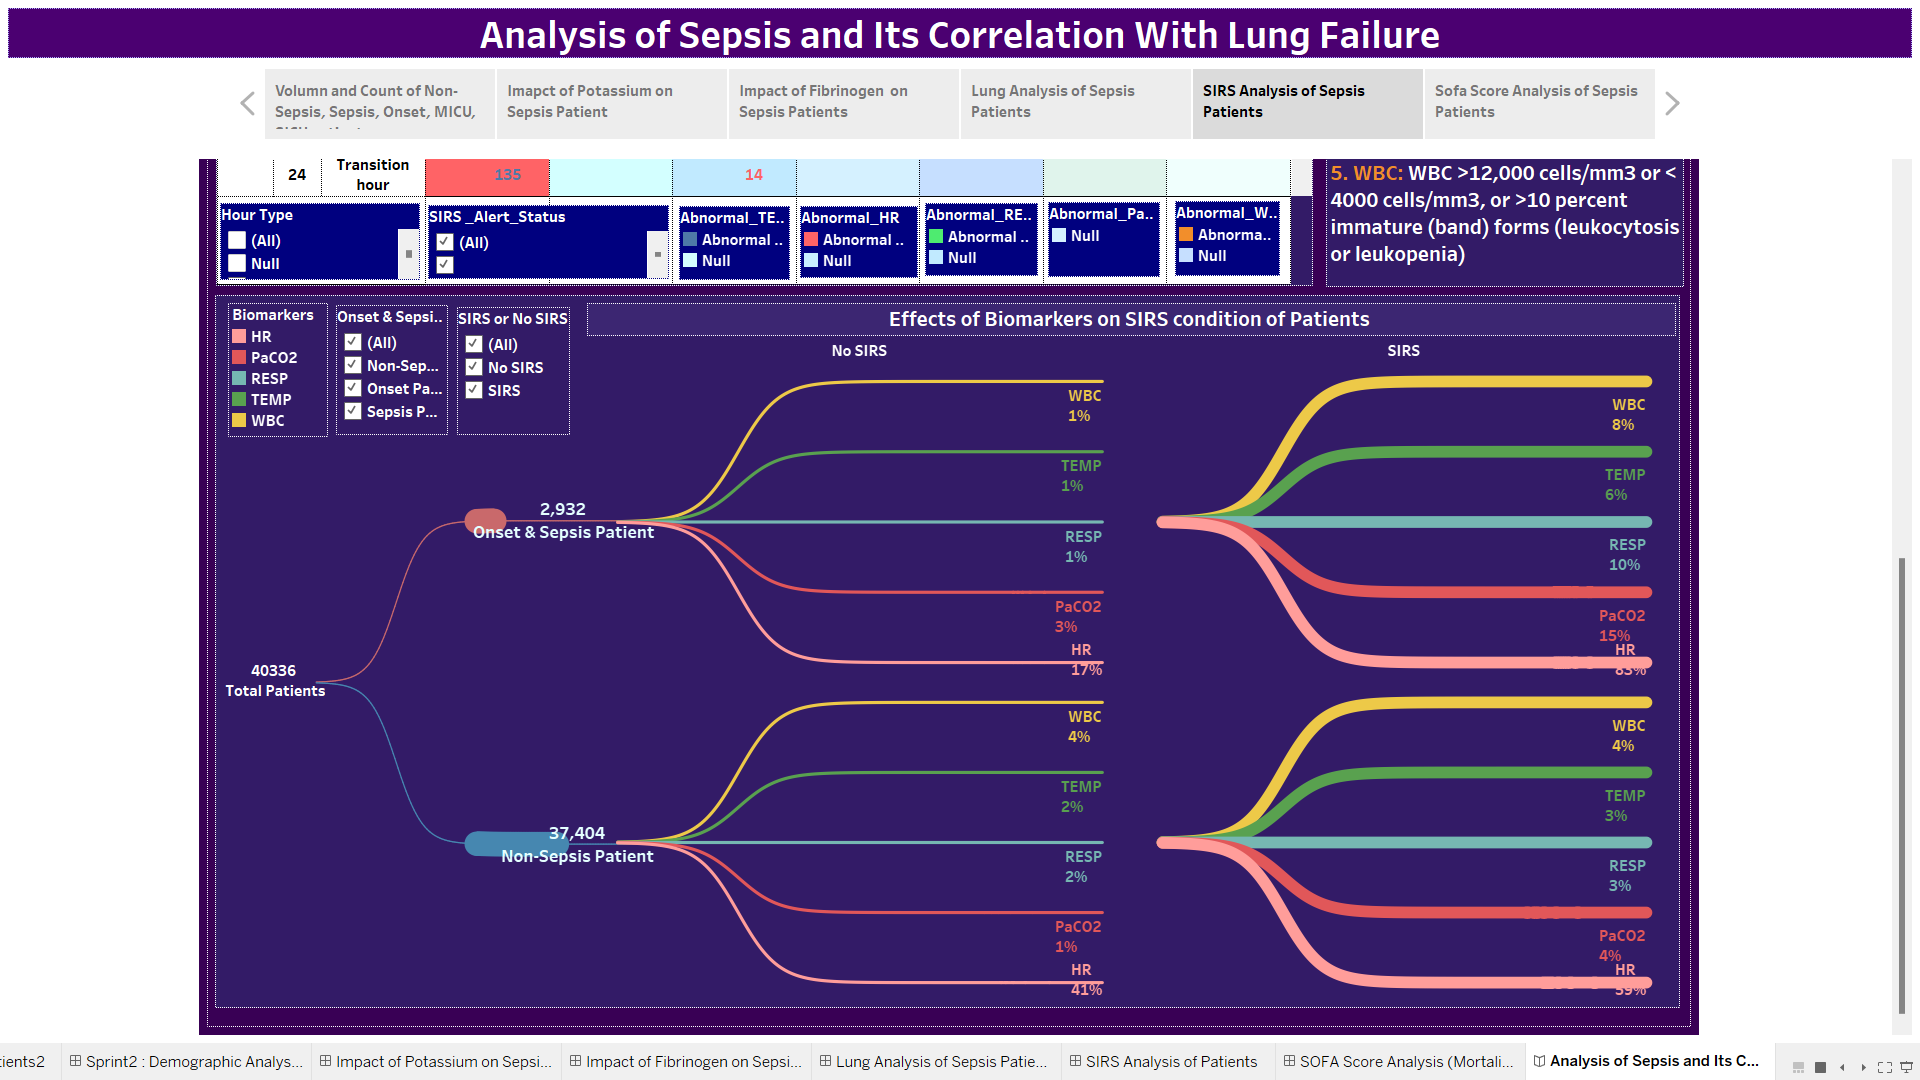 Analysis of Sepsis and Its Correlation With Lung Failure
Volumn and Count of Non-
Sepsis, Sepsis, Onset, MICU,
Imapct of Potassium on
Sepsis Patient
Impact of Fibrinogen on
Sepsis Patients
Lung Analysis of Sepsis
Patients
SIRS Analysis of Sepsis
Patients
Sofa Score Analysis of Sepsis
Patients
24
Transition
hour
135
14
5. WBC: WBC >12,000 cells/mm3 or <
4000 cells/mm3, or >10 percent
immature (band) forms (leukocytosis
or leukopenia)
Hour Type
(All)
Null
SIRS _Alert_Status
(All)
Abnormal_TE..
Abnormal ..
Null
Abnormal_HR
Abnormal ..
Null
Abnormal_RE..
Abnormal ..
Null
Abnormal_Pa..
Null
Abnormal_W..
Abnorma..
Null
Biomarkers
HR
PaCO2
RESP
TEMP
WBC
Onset & Sepsi..
(All)
Non-Sep...
Onset Pa...
Sepsis P...
SIRS or No SIRS
(All)
No SIRS
SIRS
Effects of Biomarkers on SIRS condition of Patients
No SIRS
SIRS
WBC
1%
TEMP
1%
RESP
1%
PaCO2
3%
HR
17%
WBC
8%
TEMP
6%
RESP
10%
PaCO2
15%
HR
83%
2,932
Onset & Sepsis Patient
40336
Total Patients
37,404
Non-Sepsis Patient
WBC
4%
TEMP
2%
RESP
2%
PaCO2
1%
HR
41%
WBC
4%
TEMP
3%
RESP
3%
PaCO2
4%
HR
59%
ients2
Sprint2 : Demographic Analys...
Impact of Potassium on Sepsi...
Impact of Fibrinogen on Sepsi...
Lung Analysis of Sepsis Patie...
SIRS Analysis of Patients
SOFA Score Analysis (Mortali...
Analysis of Sepsis and Its C...